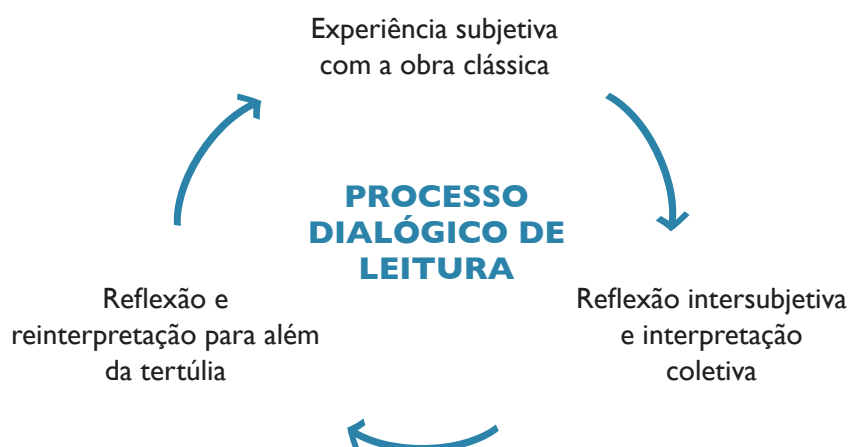 Experiência subjetiva
com a obra clássica
PROCESSO
DIALÓGICO DE
LEITURA
Reflexão intersubjetiva
e interpretação
coletiva
Reflexão e
reinterpretação para além
da tertúlia